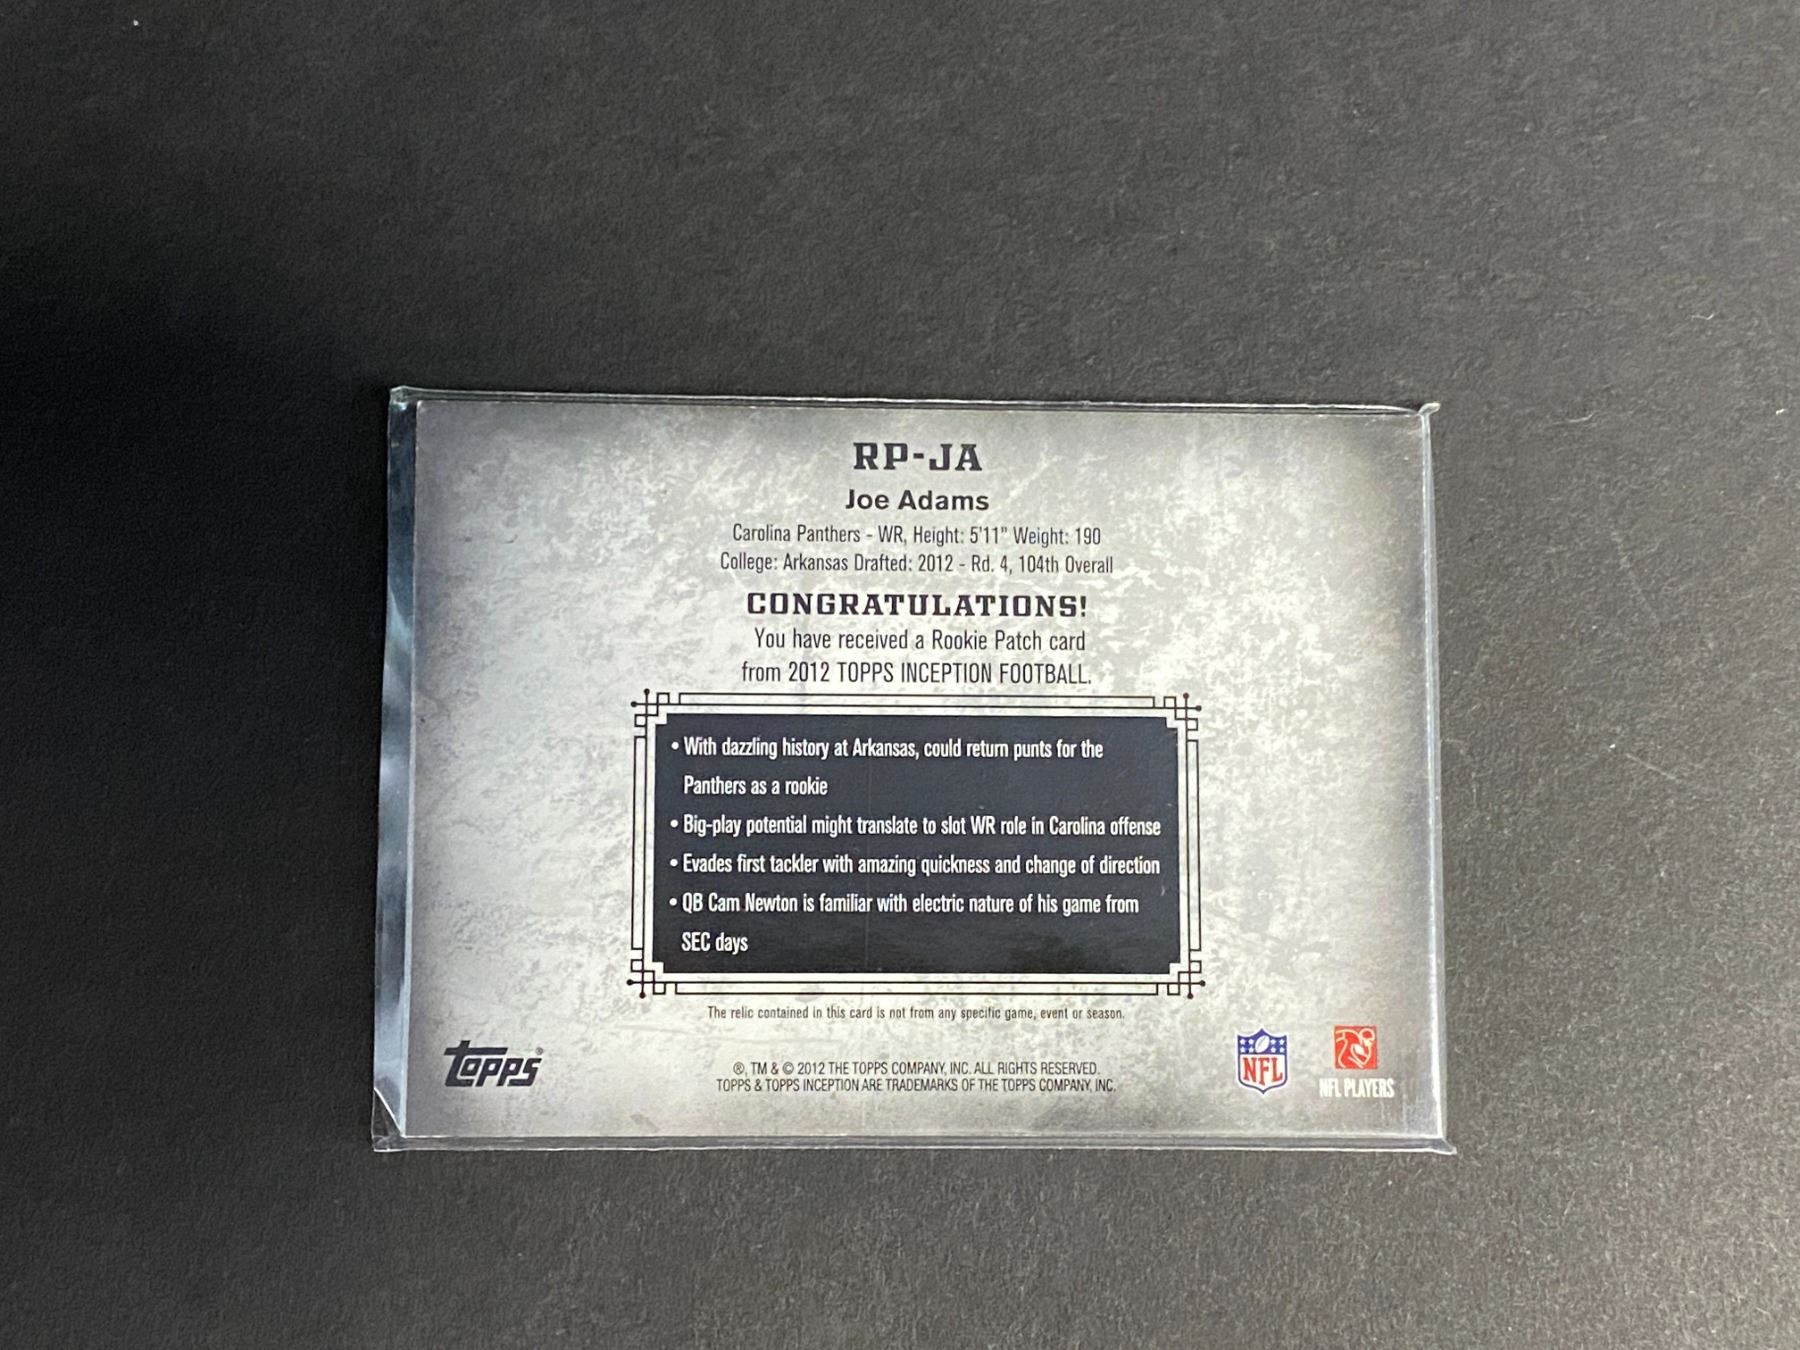 RP-JA
Joe Adams
Carolina Panthers - WR, Height: 5'11" Weight: 190
College: Arkansas Drafted: 2012 - Rd. 4, 104th Overall
CONGRATULATIONS!
You have received a Rookie Patch card
from 2012 TOPPS INCEPTION FOOTBALL.
• With dazzling history at Arkansas, could return punts for the
Panthers as a rookie
• Big-play potential might translate to slot WR role in Carolina offense
• Evades first tackler with amazing quickness and change of direction
• QB Cam Newton is familiar with electric nature of his game from
SEC days
The relic contained in this card is not from any specific game, event or season.
Topps®
®, TM & © 2012 THE TOPPS COMPANY, INC. ALL RIGHTS RESERVED.
TOPPS & TOPPS INCEPTION ARE TRADEMARKS OF THE TOPPS COMPANY, INC.
NFL
NFL PLAYERS